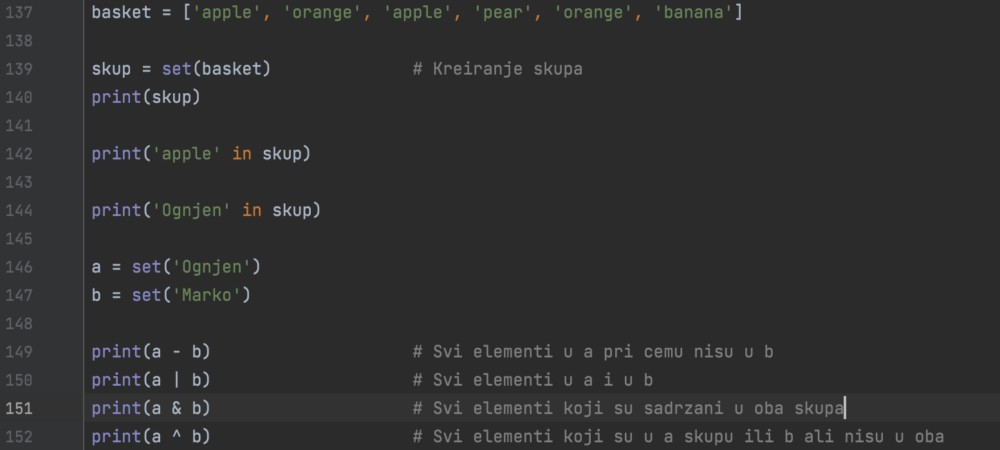 137 basket = ['apple', 'orange', 'apple', 'pear', 'orange', 'banana']
138
139 skup = set(basket)              # Kreiranje skupa
140 print(skup)
141
142 print('apple' in skup)
143
144 print('Ognjen' in skup)
145
146 a = set('Ognjen')
147 b = set('Marko')
148
149 print(a - b)                    # Svi elementi u a pri cemu nisu u b
150 print(a | b)                    # Svi elementi u a i u b
151 print(a & b)                    # Svi elementi koji su sadrzani u oba skupa
152 print(a ^ b)                    # Svi elementi koji su u a skupu ili b ali nisu u oba